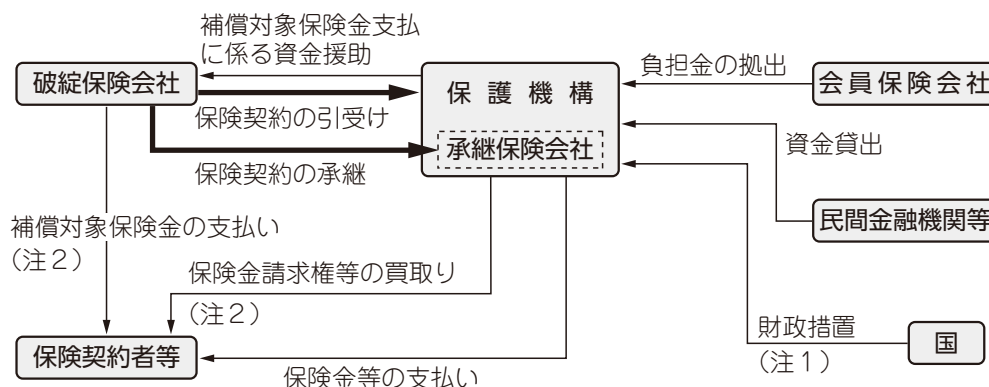 補償対象保険金支払
に係る資金援助
破綻保険会社
保険契約の引受け
保険契約の承継
保護機構
承継保険会社
負担金の拠出
会員保険会社
資金貸出
民間金融機関等
補償対象保険金の支払い
(注2)
保険金請求権等の買取り
(注2)
財政措置
(注1)
国
保険契約者等
保険金等の支払い